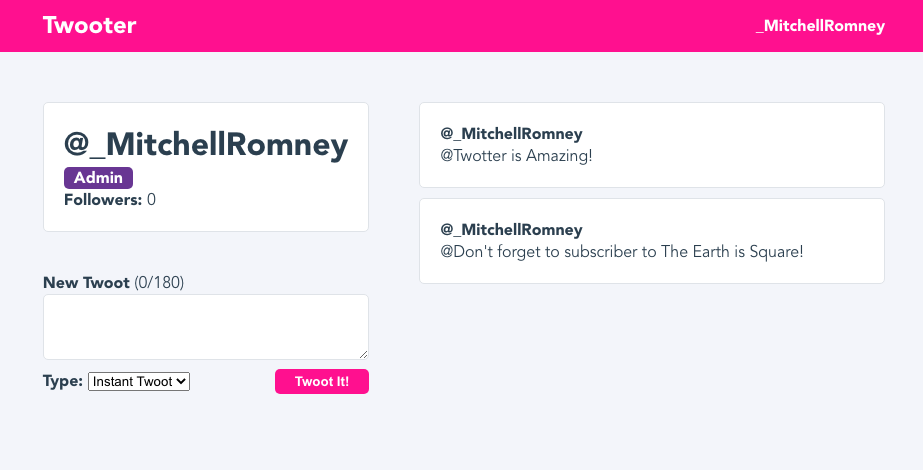 Twooter
_MitchellRomney
@_MitchellRomney
Admin
Followers: 0
New Twoot (0/180)
Type: Instant Twoot
Twoot It!
@_MitchellRomney
@Twotter is Amazing!
@_MitchellRomney
@Don't forget to subscriber to The Earth is Square!